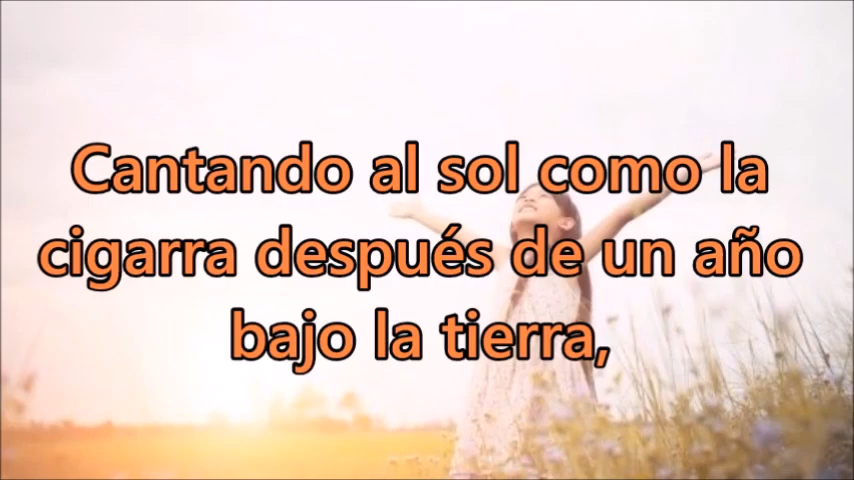 Cantando al sol como la
cigarra después de un año
bajo la tierra,